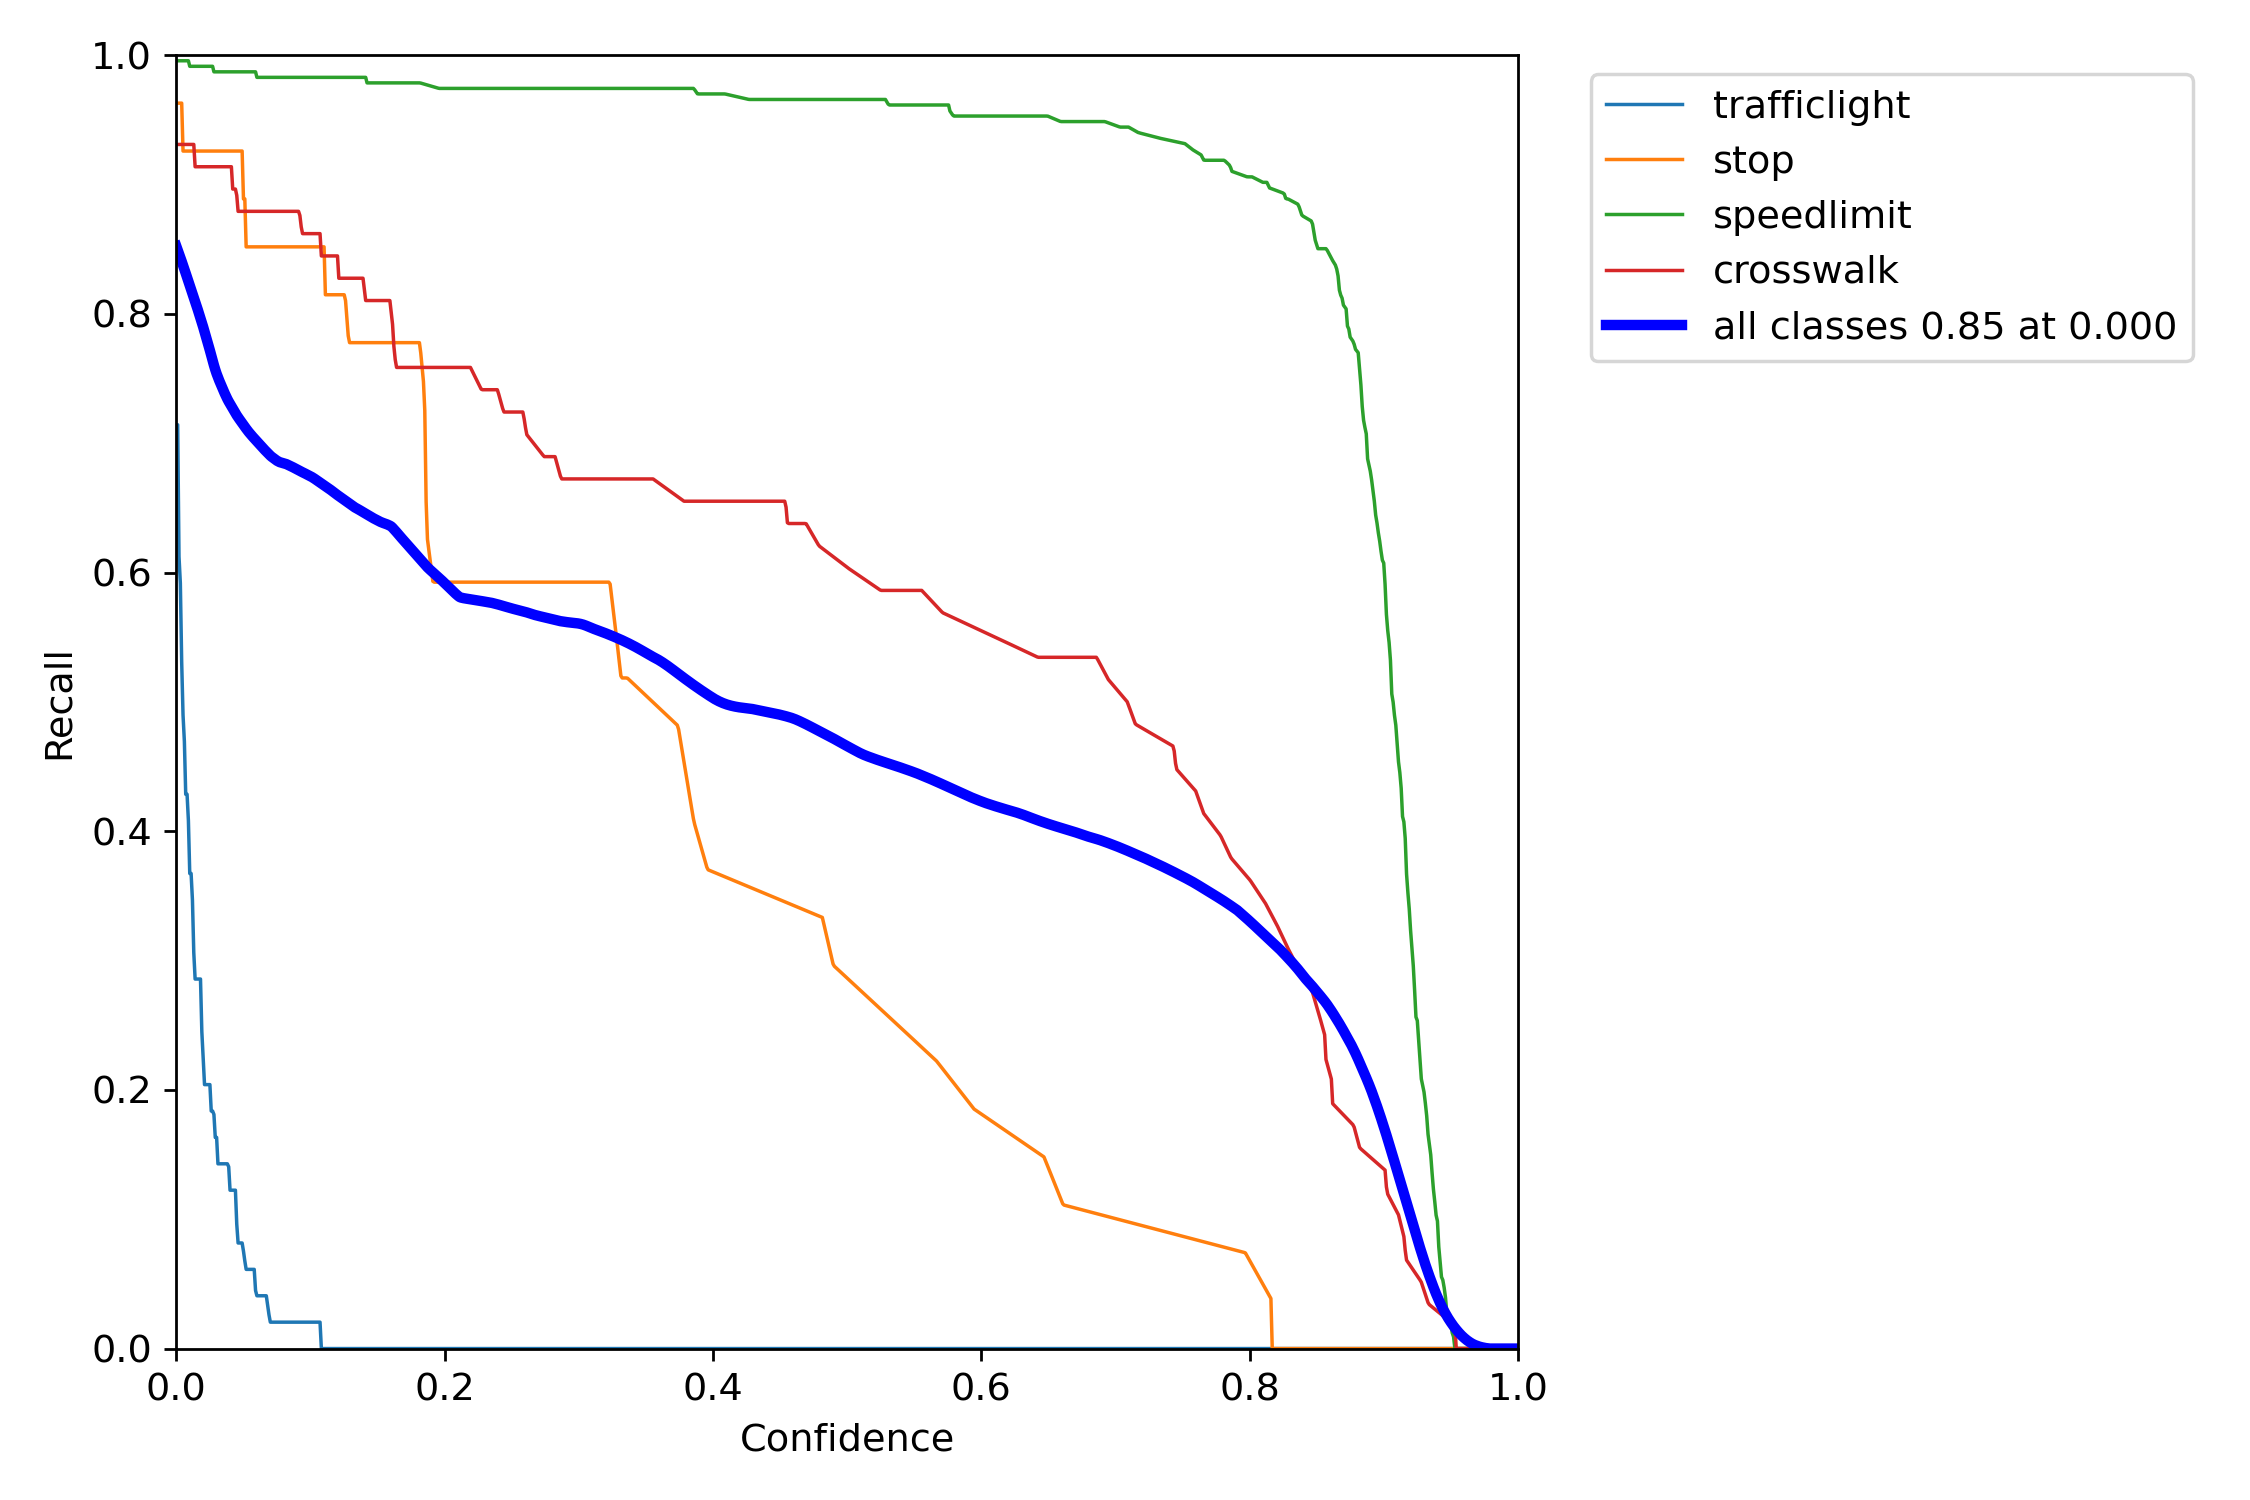 1.0
0.8
0.6
0.4
0.2
0.0
Recall
0.0 0.2 0.4 0.6 0.8 1.0
Confidence
trafficlight
stop
speedlimit
crosswalk
all classes 0.85 at 0.000